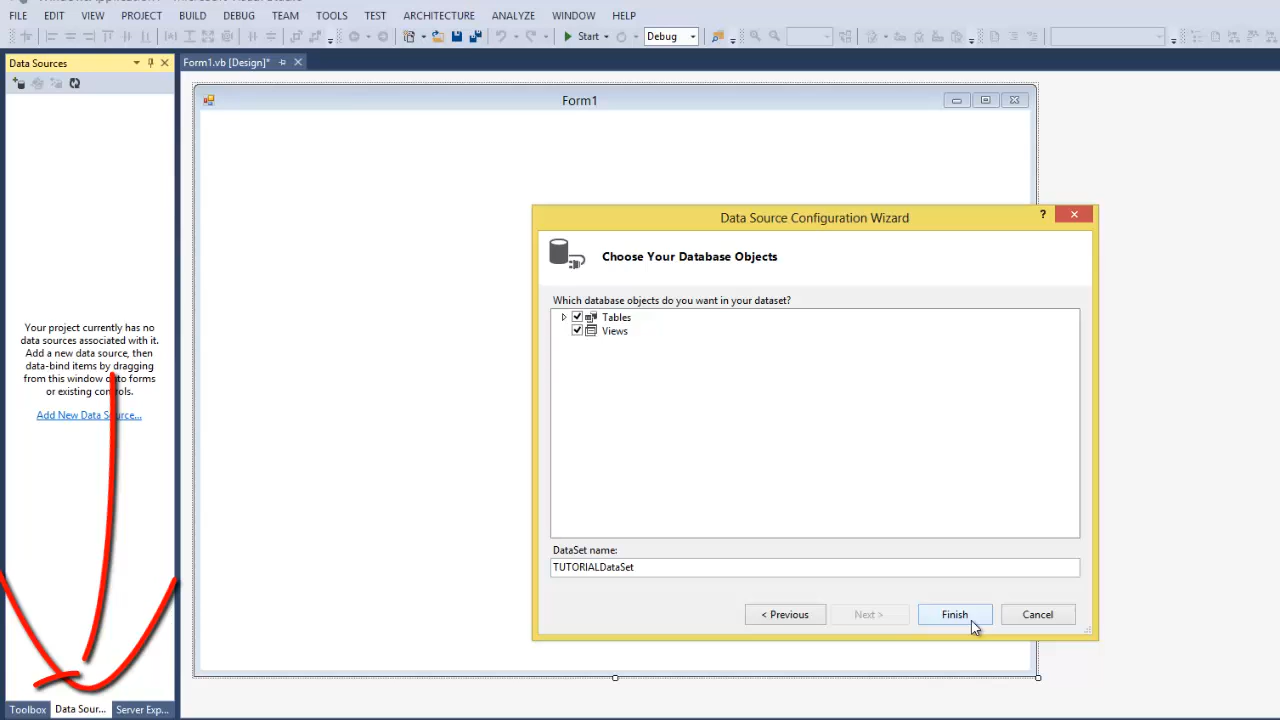 FILE EDIT VIEW PROJECT BUILD DEBUG TEAM TOOLS TEST ARCHITECTURE ANALYZE WINDOW HELP
Start Debug
Data Sources
Form1.vb [Design]*
Form1
Data Source Configuration Wizard
?
Choose Your Database Objects
Which database objects do you want in your dataset?
Tables
Views
Your project currently has no
data sources associated with it.
Add a new data source, then
data-bind items by dragging
from this window onto forms
or existing controls.
Add New Data Source...
DataSet name:
TUTORIALDataSet
< Previous Next > Finish Cancel
Toolbox Data Sour... Server Exp...